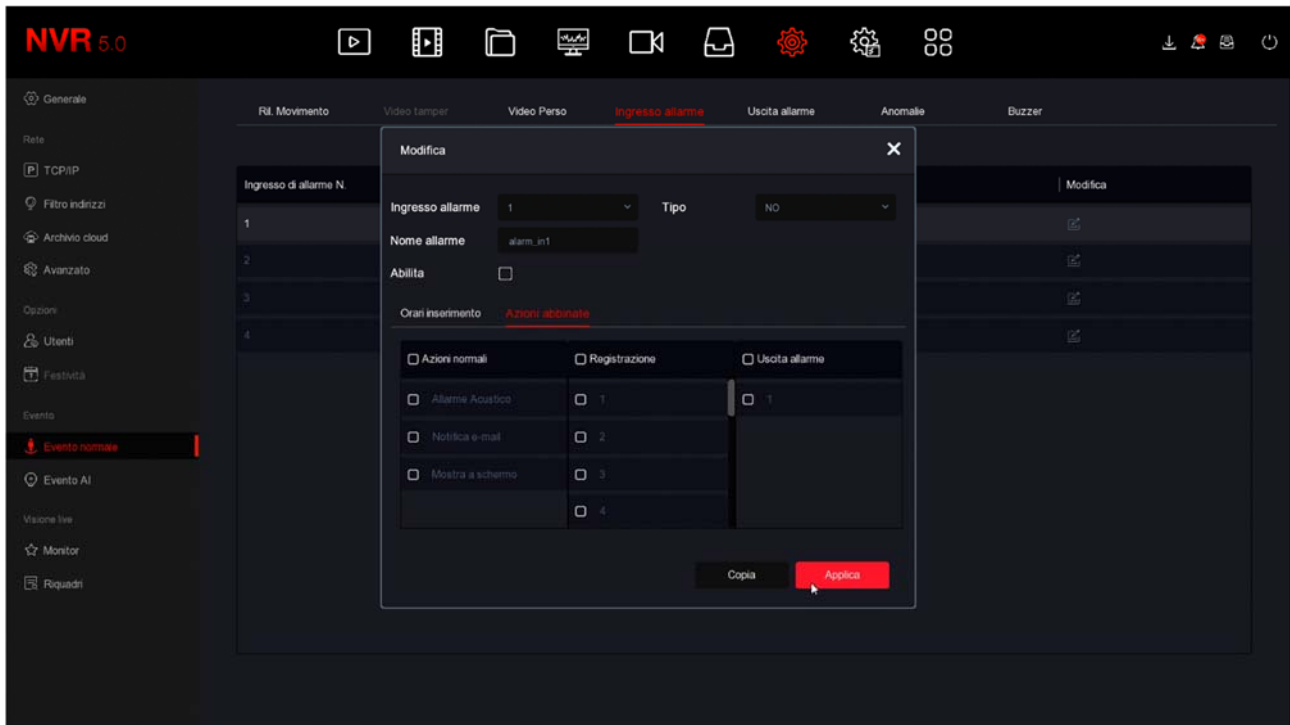 NVR 5.0
Generale
Rete
TCP/IP
Filtro indirizzi
Archivio cloud
Avanzato
Opzioni
Utenti
Festività
Evento
Evento normale
Evento AI
Visione live
Monitor
Riquadri
Ril. Movimento Video tamper Video Perso Ingresso allarme Uscita allarme Anomalie Buzzer
Ingresso di allarme N. Modifica
1
2
3
4
Modifica
Ingresso allarme 1 Tipo NO
Nome allarme alarm_in1
Abilita
Orari inserimento Azioni abbinate
Azioni normali Registrazione Uscita allarme
Allarme Acustico 1 1
Notifica e-mail 2
Mostra a schermo 3
4
Copia Applica